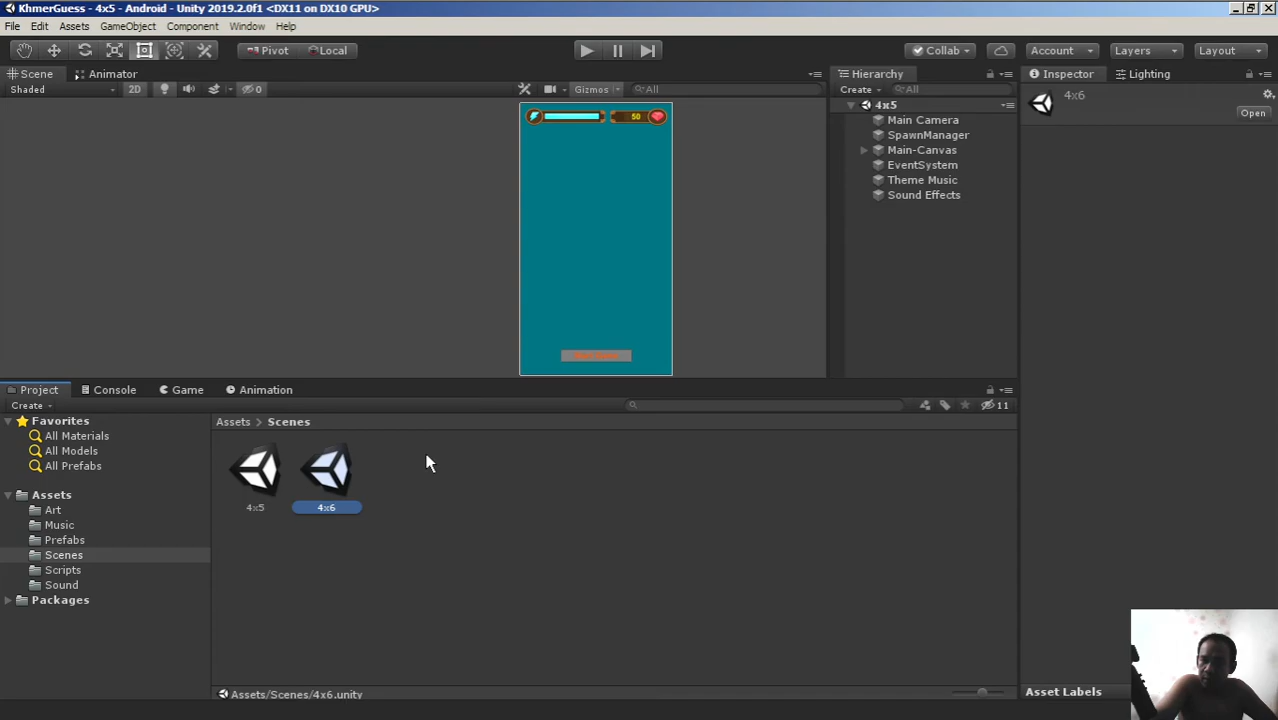 KhmerGuess - 4x5 - Android - Unity 2019.2.0f1 <DX11 on DX10 GPU>
File Edit Assets GameObject Component Window Help
Pivot Local Collab Account Layers Layout
Scene Animator
Shaded 2D 0 Gizmos All
50
Hierarchy
Create All
4x5
Main Camera
SpawnManager
Main-Canvas
EventSystem
Theme Music
Sound Effects
Inspector Lighting
4x6
Open
Project Console Game Animation
Create 11
Favorites
All Materials
All Models
All Prefabs
Assets
Art
Music
Prefabs
Scenes
Scripts
Sound
Packages
Assets > Scenes
4x5 4x6
Assets/Scenes/4x6.unity
Asset Labels